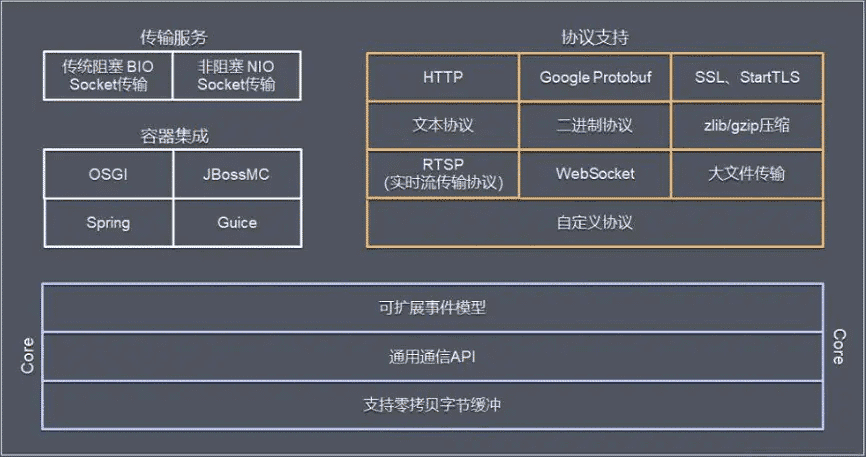 传输服务
传统阻塞 BIO
Socket传输
非阻塞 NIO
Socket传输
容器集成
OSGI
JBossMC
Spring
Guice
协议支持
HTTP
Google Protobuf
SSL、StartTLS
文本协议
二进制协议
zlib/gzip压缩
RTSP
(实时流传输协议)
WebSocket
大文件传输
自定义协议
Core
可扩展事件模型
通用通信API
支持零拷贝字节缓冲
Core